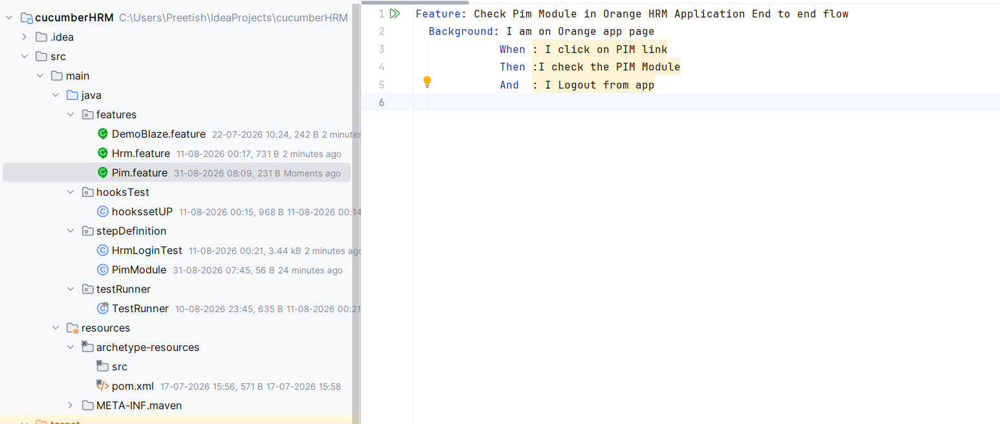 cucumberHRM C:\Users\Preetish\IdeaProjects\cucumberHRM
.idea
src
main
java
features
DemoBlaze.feature 22-07-2026 10:24, 242 B 2 minutes
Hrm.feature 11-08-2026 00:17, 731 B 2 minutes ago
Pim.feature 31-08-2026 08:09, 231 B Moments ago
hooksTest
hookssetUP 11-08-2026 00:15, 968 B 11-08-2026 00:14
stepDefinition
HrmLoginTest 11-08-2026 00:21, 3.44 kB 2 minutes ago
PimModule 31-08-2026 07:45, 56 B 24 minutes ago
testRunner
TestRunner 10-08-2026 23:45, 635 B 11-08-2026 00:21
resources
archetype-resources
src
pom.xml 17-07-2026 15:56, 571 B 17-07-2026 15:58
META-INF.maven
target
1 Feature: Check Pim Module in Orange HRM Application End to end flow
2 Background: I am on Orange app page
3 When : I click on PIM link
4 Then :I check the PIM Module
5 And : I Logout from app
6